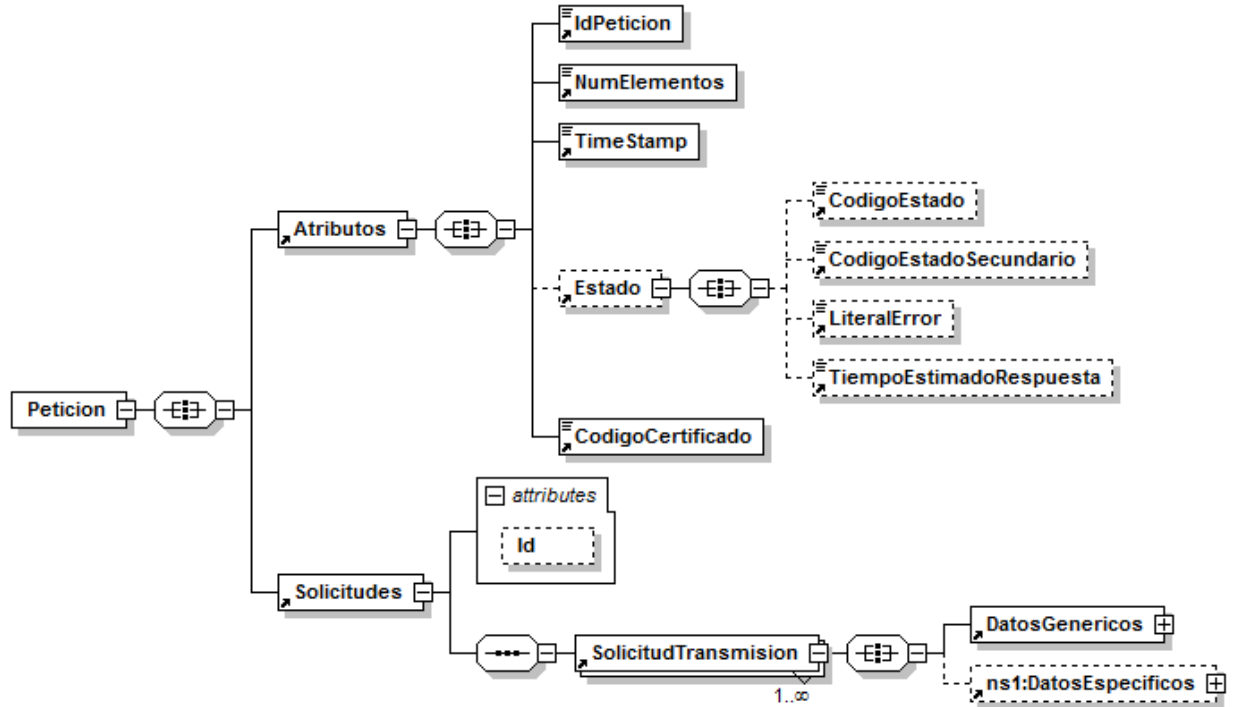 IdPeticion
NumElementos
TimeStamp
Atributos
CodigoEstado
CodigoEstadoSecundario
Estado
LiteralError
TiempoEstimadoRespuesta
Peticion
CodigoCertificado
attributes
Id
Solicitudes
DatosGenericos
SolicitudTransmision
1..∞
ns1:DatosEspecificos